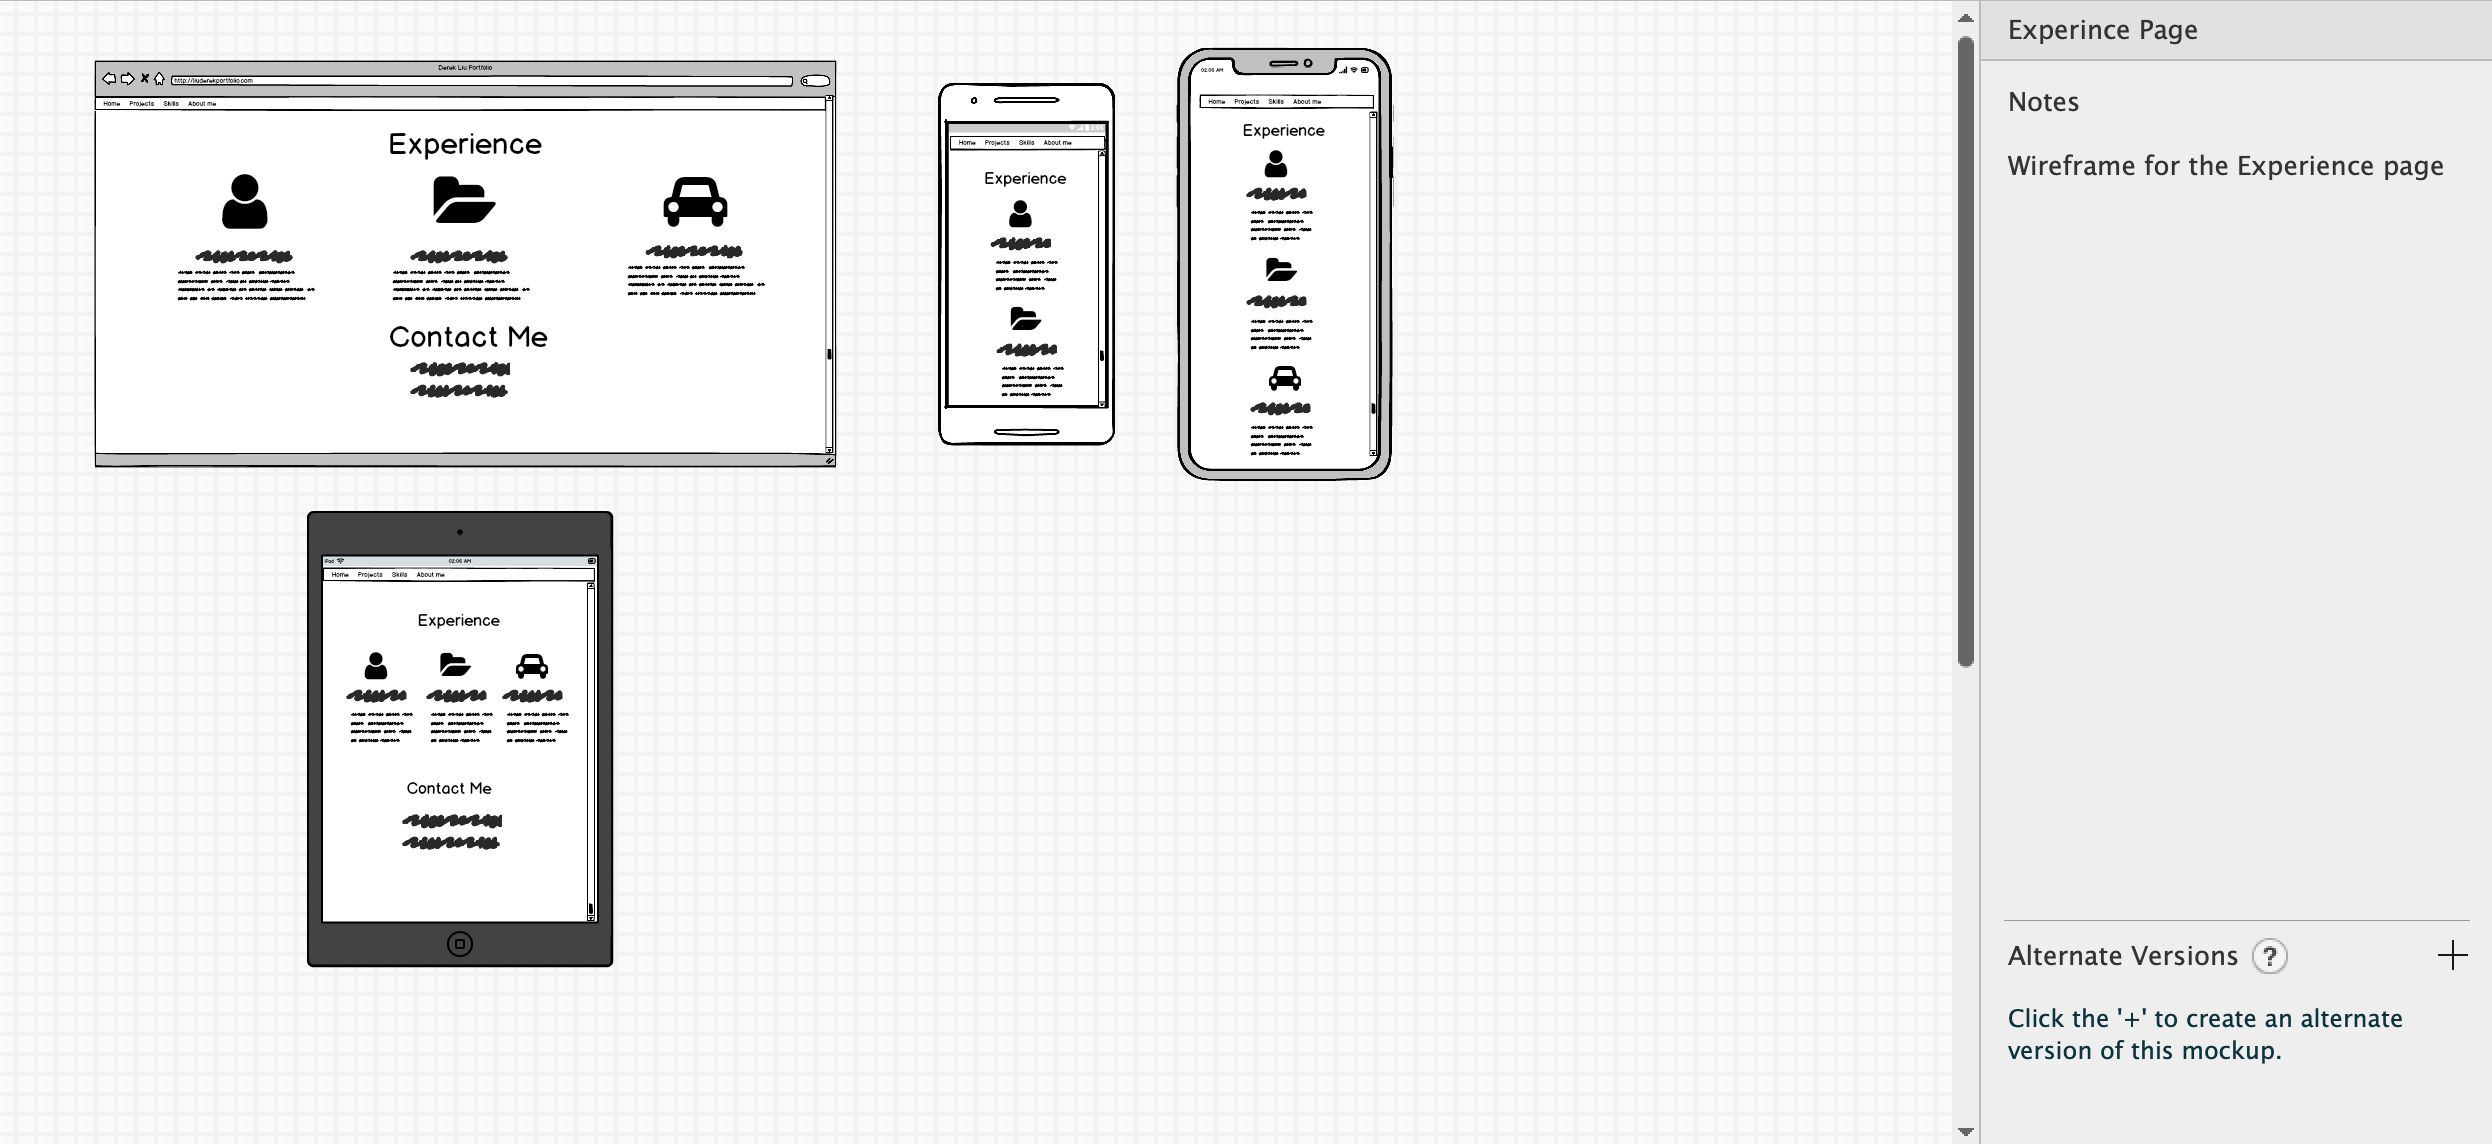 Derek Liu Portfolio
http://liuderekportfolio.com
Home Projects Skills About me
Experience
Contact Me
2:06
Home Projects Skills About me
Experience
02:06 AM
Home Projects Skills About me
Experience
iPad 02:06 AM
Home Projects Skills About me
Experience
Contact Me
Experince Page
Notes
Wireframe for the Experience page
Alternate Versions ?
Click the '+' to create an alternate
version of this mockup.